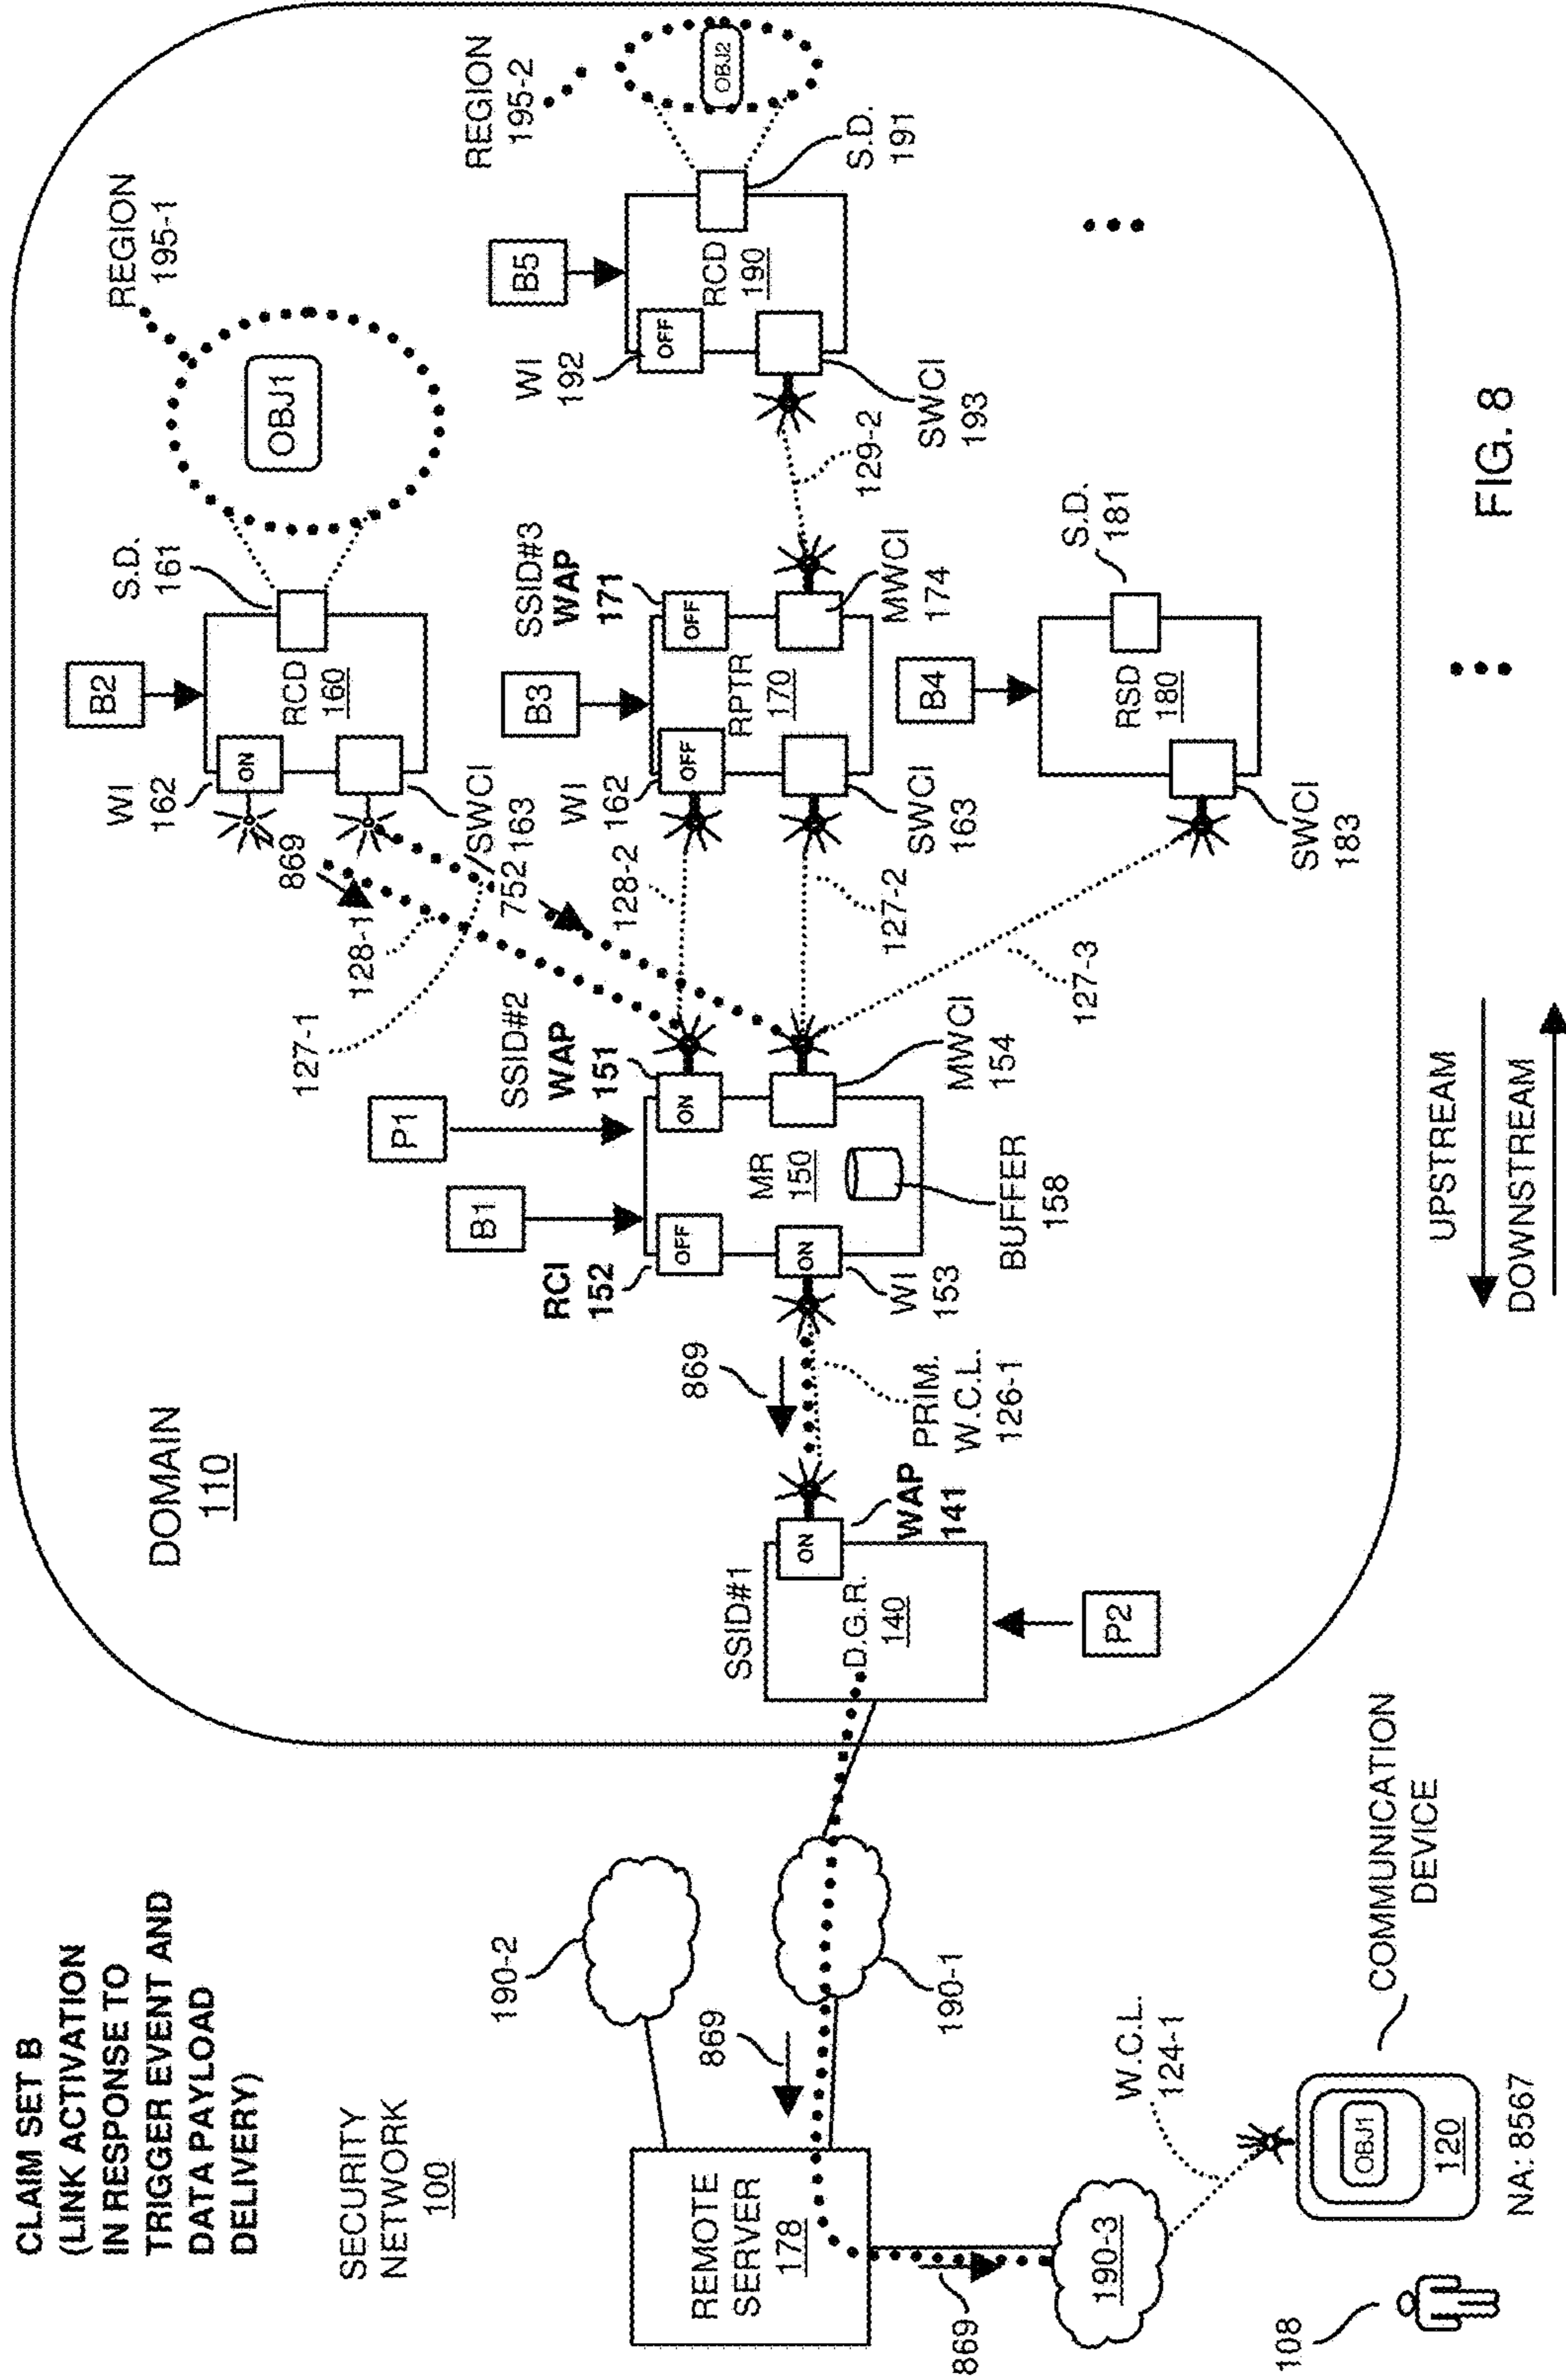 CLAIM SET B
(LINK ACTIVATION
IN RESPONSE TO
TRIGGER EVENT AND
DATA PAYLOAD
DELIVERY)
SECURITY
NETWORK
100
DOMAIN
110
REGION
195-1
OBJ1
REGION
195-2
OBJ2
B2
S.D.
161
WI
162
ON
RCD
160
SWCI
163
869
128-1
127-1
752
B5
WI
192
OFF
RCD
190
S.D.
191
SWCI
193
129-2
SSID#3
WAP
171
OFF
B3
WI
162
OFF
RPTR
170
MWCI
174
SWCI
163
128-2
127-2
B4
S.D.
181
RSD
180
SWCI
183
127-3
P1
SSID#2
WAP
151
ON
B1
RCI
152
OFF
MR
150
MWCI
154
ON
WI
153
BUFFER
158
869
PRIM.
W.C.L.
126-1
SSID#1
ON
WAP
141
D.G.R.
140
P2
190-2
190-1
869
REMOTE
SERVER
178
869
190-3
W.C.L.
124-1
COMMUNICATION
DEVICE
OBJ1
120
NA: 8567
108
UPSTREAM
DOWNSTREAM
FIG. 8